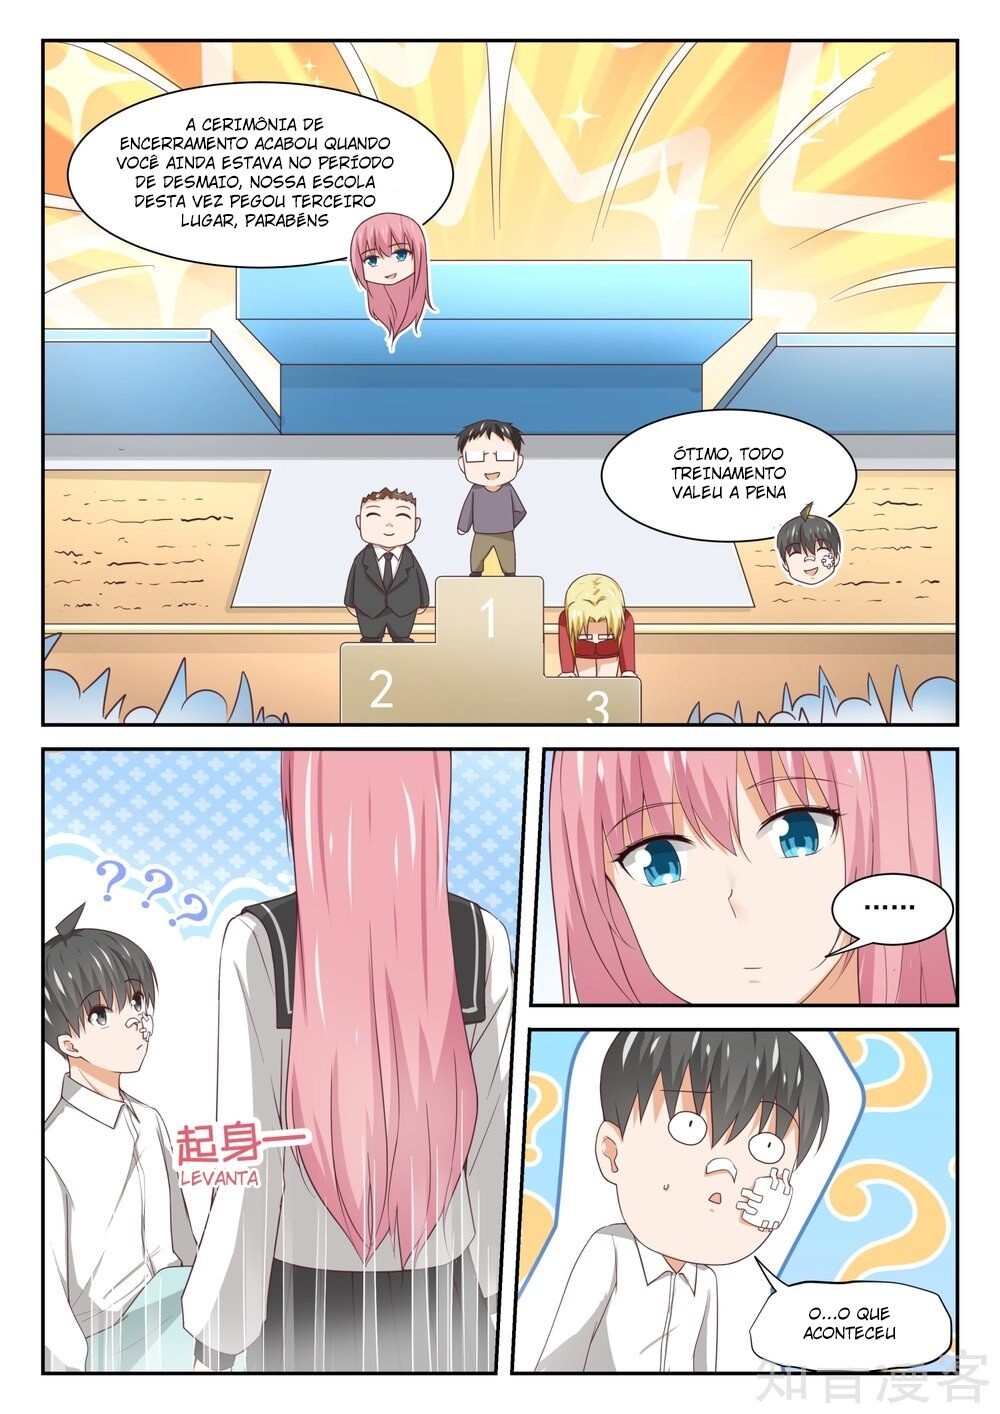 A CERIMÔNIA DE
ENCERRAMENTO ACABOU QUANDO
VOCÊ AINDA ESTAVA NO PERÍODO
DE DESMAIO, NOSSA ESCOLA
DESTA VEZ PEGOU TERCEIRO
LUGAR, PARABÉNS
ÓTIMO, TODO
TREINAMENTO
VALEU A PENA
1
2
3
? ? ?
......
起身一
LEVANTA
O...O QUE
ACONTECEU
知音漫客